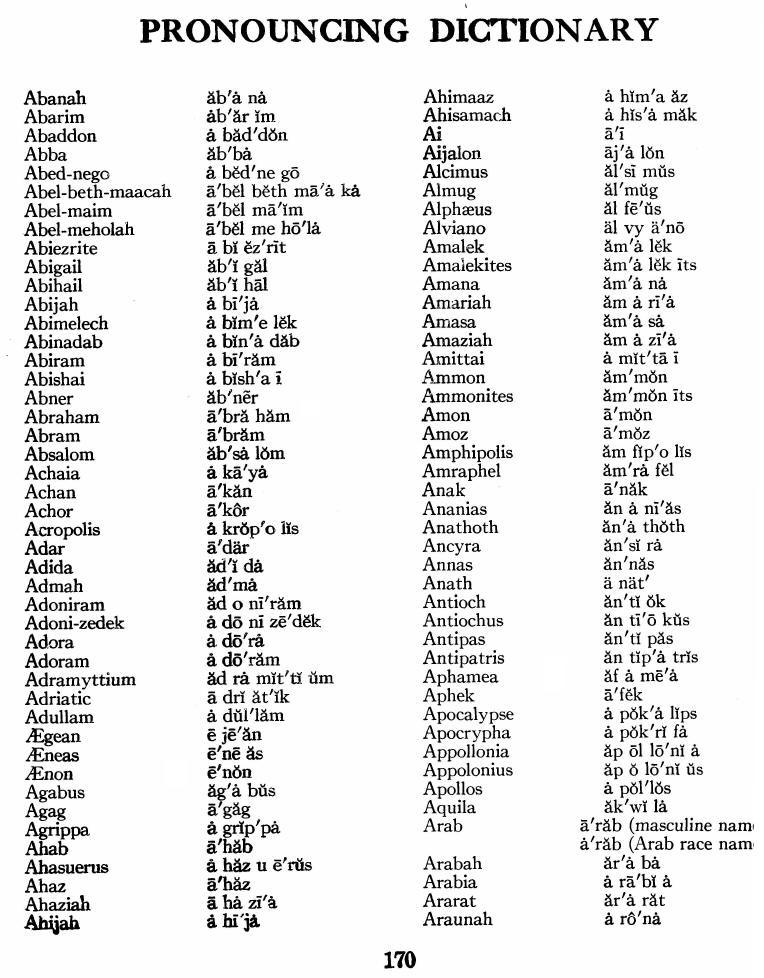 PRONOUNCING DICTIONARY
Abanah ăb′ȧ nȧ
Abarim ȧb′ăr ĭm
Abaddon ȧ băd′dŏn
Abba ăb′bȧ
Abed-nego ȧ bĕd′ne gō
Abel-beth-maacah ā′bĕl bĕth mā′ȧ kȧ
Abel-maim ā′bĕl mā′ĭm
Abel-meholah ā′bĕl me hō′lȧ
Abiezrite ā bĭ ĕz′rīt
Abigail ăb′ĭ gāl
Abihail ăb′ĭ hāl
Abijah ȧ bī′jȧ
Abimelech ȧ bĭm′e lĕk
Abinadab ȧ bĭn′ȧ dăb
Abiram ȧ bī′răm
Abishai ȧ bĭsh′a ī
Abner ăb′nẽr
Abraham ā′bră hăm
Abram ā′brăm
Absalom ăb′sȧ lŏm
Achaia ȧ kā′yȧ
Achan ā′kăn
Achor ā′kôr
Acropolis ȧ krŏp′o lĭs
Adar ā′där
Adida ăd′ĭ dȧ
Admah ăd′mȧ
Adoniram ăd o nī′răm
Adoni-zedek ȧ dō nī zē′dĕk
Adora ȧ dō′rȧ
Adoram ȧ dō′răm
Adramyttium ăd rȧ mĭt′tĭ ŭm
Adriatic ā drĭ ăt′ĭk
Adullam ȧ dŭl′lăm
Ægean ē jē′ăn
Æneas ē′nē ăs
Ænon ē′nŏn
Agabus ăg′ȧ bŭs
Agag ā′găg
Agrippa ȧ grĭp′pȧ
Ahab ā′hăb
Ahasuerus ȧ hăz u ē′rŭs
Ahaz ā′hăz
Ahaziah ā hȧ zī′ȧ
Ahijah ȧ hī′jȧ
Ahimaaz ȧ hĭm′a ăz
Ahisamach ȧ hĭs′ȧ măk
Ai ā′ī
Aijalon āj′ȧ lŏn
Alcimus ăl′sī mŭs
Almug ăl′mŭg
Alphæus ăl fē′ŭs
Alviano äl vy ä′nō
Amalek ăm′ȧ lĕk
Amalekites ăm′ȧ lĕk īts
Amana ăm′ȧ nȧ
Amariah ăm ȧ rī′ȧ
Amasa ăm′ȧ sȧ
Amaziah ăm ȧ zī′ȧ
Amittai ȧ mĭt′tā ī
Ammon ăm′mŏn
Ammonites ăm′mŏn īts
Amon ā′mŏn
Amoz ā′mŏz
Amphipolis ăm fĭp′o lĭs
Amraphel ăm′rȧ fĕl
Anak ā′năk
Ananias ăn ȧ nī′ăs
Anathoth ăn′ȧ thŏth
Ancyra ăn′sĭ rȧ
Annas ăn′năs
Anath ä nät′
Antioch ăn′tĭ ŏk
Antiochus ăn tī′ō kŭs
Antipas ăn′tĭ păs
Antipatris ăn tĭp′ȧ trĭs
Aphamea ăf ȧ mē′ȧ
Aphek ā′fĕk
Apocalypse ȧ pŏk′ȧ lĭps
Apocrypha ȧ pŏk′rĭ fȧ
Appollonia ăp ōl lō′nĭ ȧ
Appolonius ăp ŏ lō′nĭ ŭs
Apollos ȧ pŏl′lŏs
Aquila ăk′wĭ lȧ
Arab ā′răb (masculine nam
ȧ′răb (Arab race nam
Arabah ăr′ȧ bȧ
Arabia ȧ rā′bĭ ȧ
Ararat ăr′ȧ răt
Araunah ȧ rô′nȧ
170